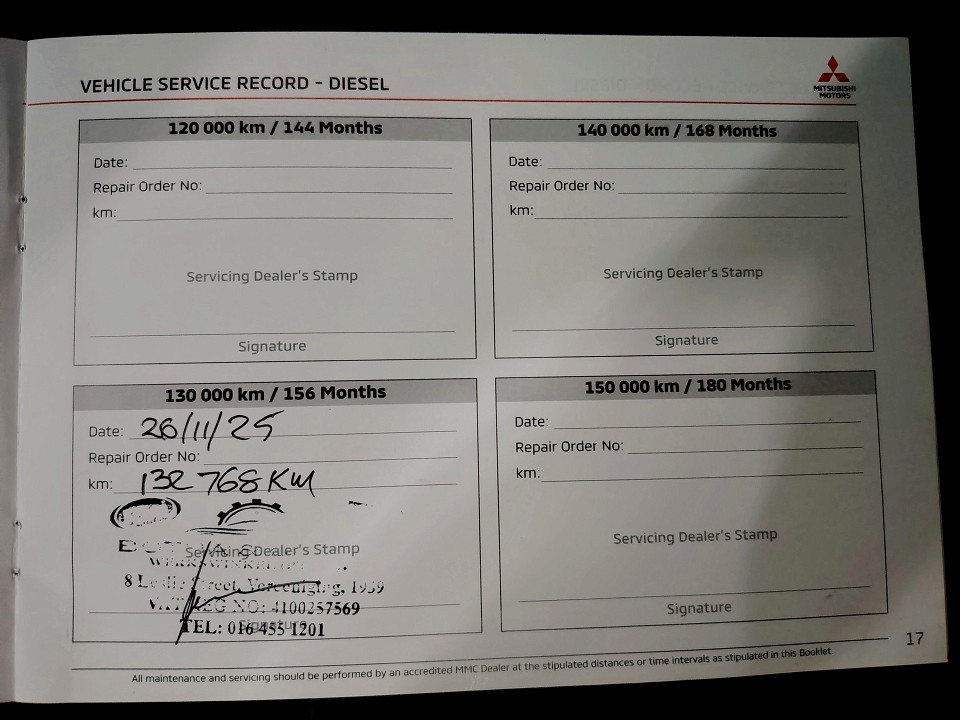 VEHICLE SERVICE RECORD - DIESEL
MITSUBISHI
MOTORS
120 000 km / 144 Months
Date:
Repair Order No:
km:
Servicing Dealer's Stamp
Signature
140 000 km / 168 Months
Date:
Repair Order No:
km:
Servicing Dealer's Stamp
Signature
130 000 km / 156 Months
Date: 26/11/25
Repair Order No:
km: 132 768 KM
Servicing Dealer's Stamp
8 Leslie Street, Vereeniging, 1939
VAT REG NO: 4100257569
Signature
TEL: 016 455 1201
150 000 km / 180 Months
Date:
Repair Order No:
km:
Servicing Dealer's Stamp
Signature
17
All maintenance and servicing should be performed by an accredited MMC Dealer at the stipulated distances or time intervals as stipulated in this Booklet.